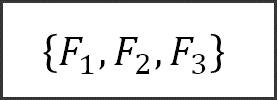 {F₁, F₂, F₃}